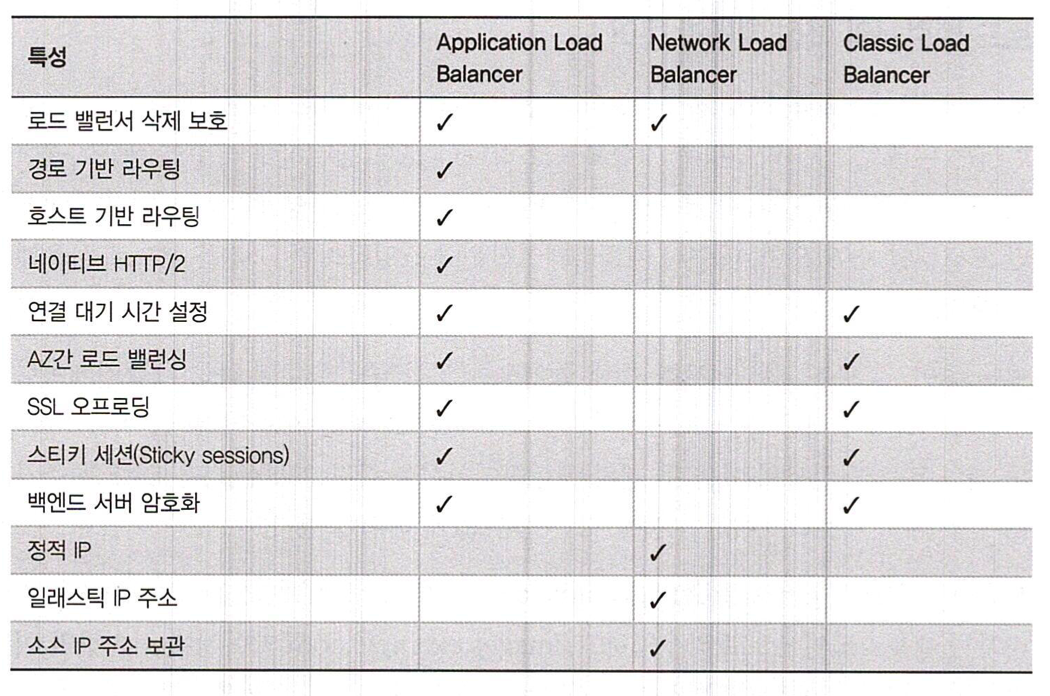 특성 Application Load Balancer Network Load Balancer Classic Load Balancer
로드 밸런서 삭제 보호 ✓ ✓
경로 기반 라우팅 ✓
호스트 기반 라우팅 ✓
네이티브 HTTP/2 ✓
연결 대기 시간 설정 ✓ ✓
AZ간 로드 밸런싱 ✓ ✓
SSL 오프로딩 ✓ ✓
스티키 세션(Sticky sessions) ✓ ✓
백엔드 서버 암호화 ✓ ✓
정적 IP ✓
일래스틱 IP 주소 ✓
소스 IP 주소 보관 ✓